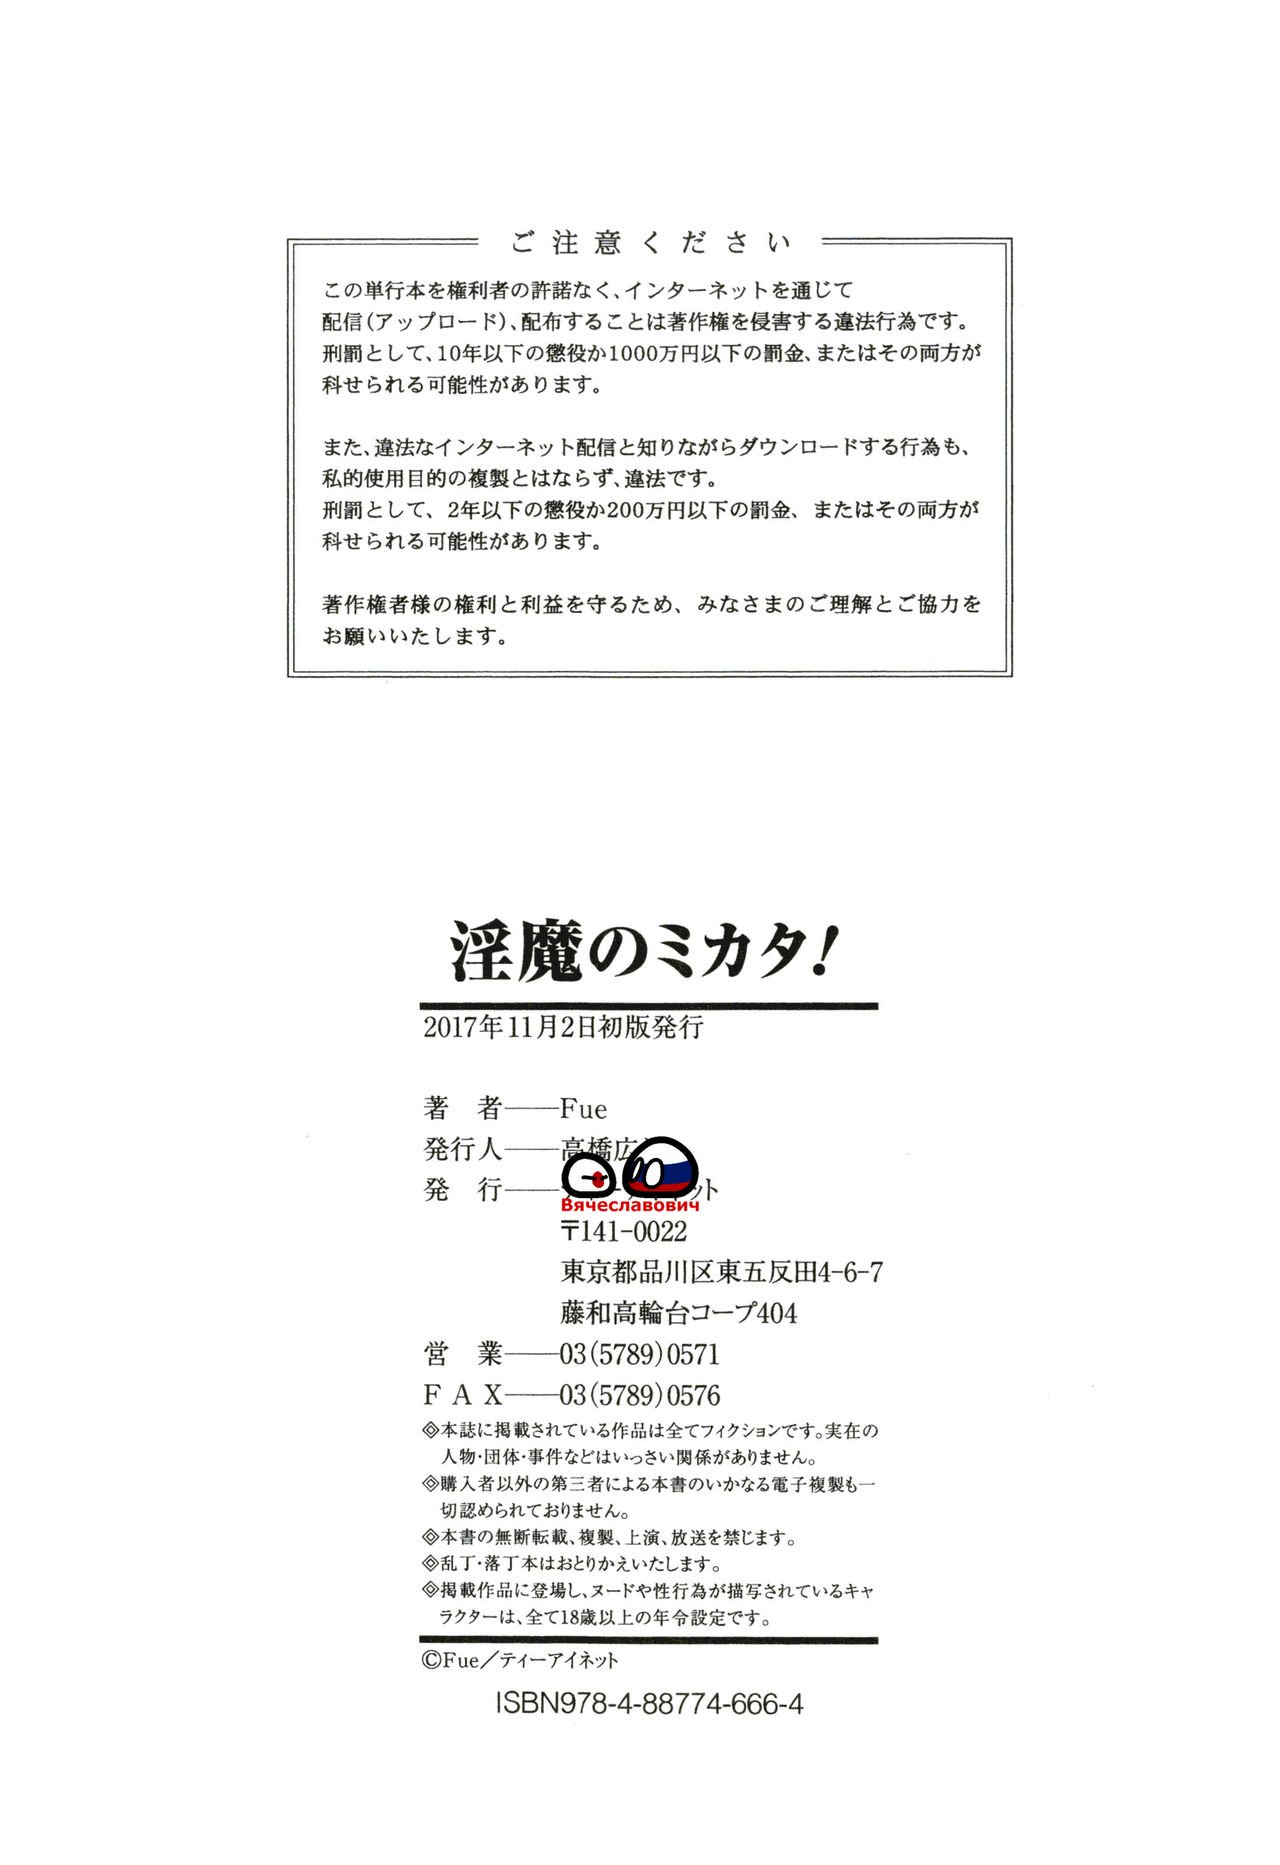 ご注意ください
この単行本を権利者の許諾なく、インターネットを通じて
配信(アップロード)、配布することは著作権を侵害する違法行為です。
刑罰として、10年以下の懲役か1000万円以下の罰金、またはその両方が
科せられる可能性があります。
また、違法なインターネット配信と知りながらダウンロードする行為も、
私的使用目的の複製とはならず、違法です。
刑罰として、2年以下の懲役か200万円以下の罰金、またはその両方が
科せられる可能性があります。
著作権者様の権利と利益を守るため、みなさまのご理解とご協力を
お願いいたします。
淫魔のミカタ!
2017年11月2日初版発行
著 者――Fue
発行人――高橋広
発 行――
Вячеславович
〒141-0022
東京都品川区東五反田4-6-7
藤和高輪台コープ404
営 業――03(5789)0571
FAX――03(5789)0576
◇本誌に掲載されている作品は全てフィクションです。実在の
人物・団体・事件などはいっさい関係がありません。
◇購入者以外の第三者による本書のいかなる電子複製も一
切認められておりません。
◇本書の無断転載、複製、上演、放送を禁じます。
◇乱丁・落丁本はおとりかえいたします。
◇掲載作品に登場し、ヌードや性行為が描写されているキャ
ラクターは、全て18歳以上の年令設定です。
©Fue/ティーアイネット
ISBN978-4-88774-666-4